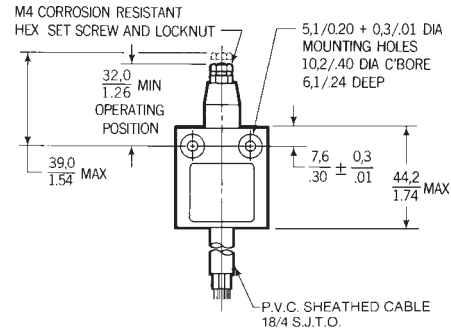 M4 CORROSION RESISTANT
HEX SET SCREW AND LOCKNUT
5,1/0.20 + 0,3/.01 DIA
MOUNTING HOLES
10,2/.40 DIA C'BORE
6,1/.24 DEEP
32,0
1.26 MIN
OPERATING
POSITION
39,0
1.54 MAX
7,6
.30 ± 0,3
.01
44,2
1.74 MAX
P.V.C. SHEATHED CABLE
18/4 S.J.T.O.